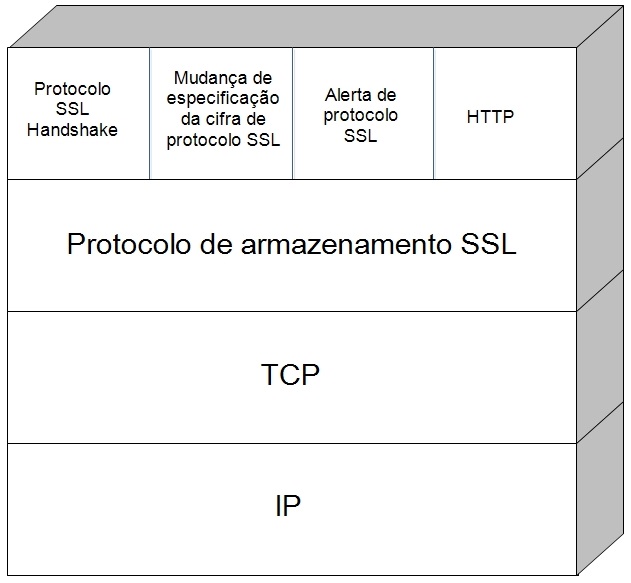 Protocolo
SSL
Handshake
Mudança de
especificação
da cifra de
protocolo SSL
Alerta de
protocolo
SSL
HTTP
Protocolo de armazenamento SSL
TCP
IP